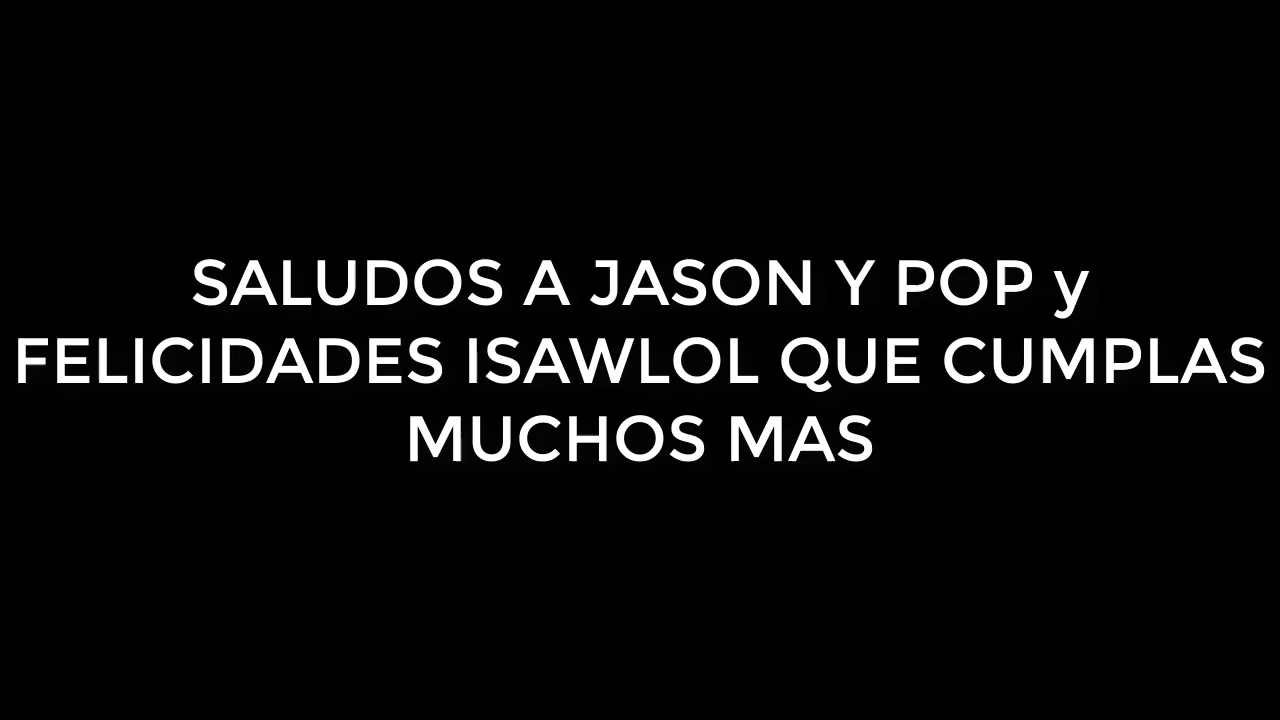 SALUDOS A JASON Y POP y
FELICIDADES ISAWLOL QUE CUMPLAS
MUCHOS MAS